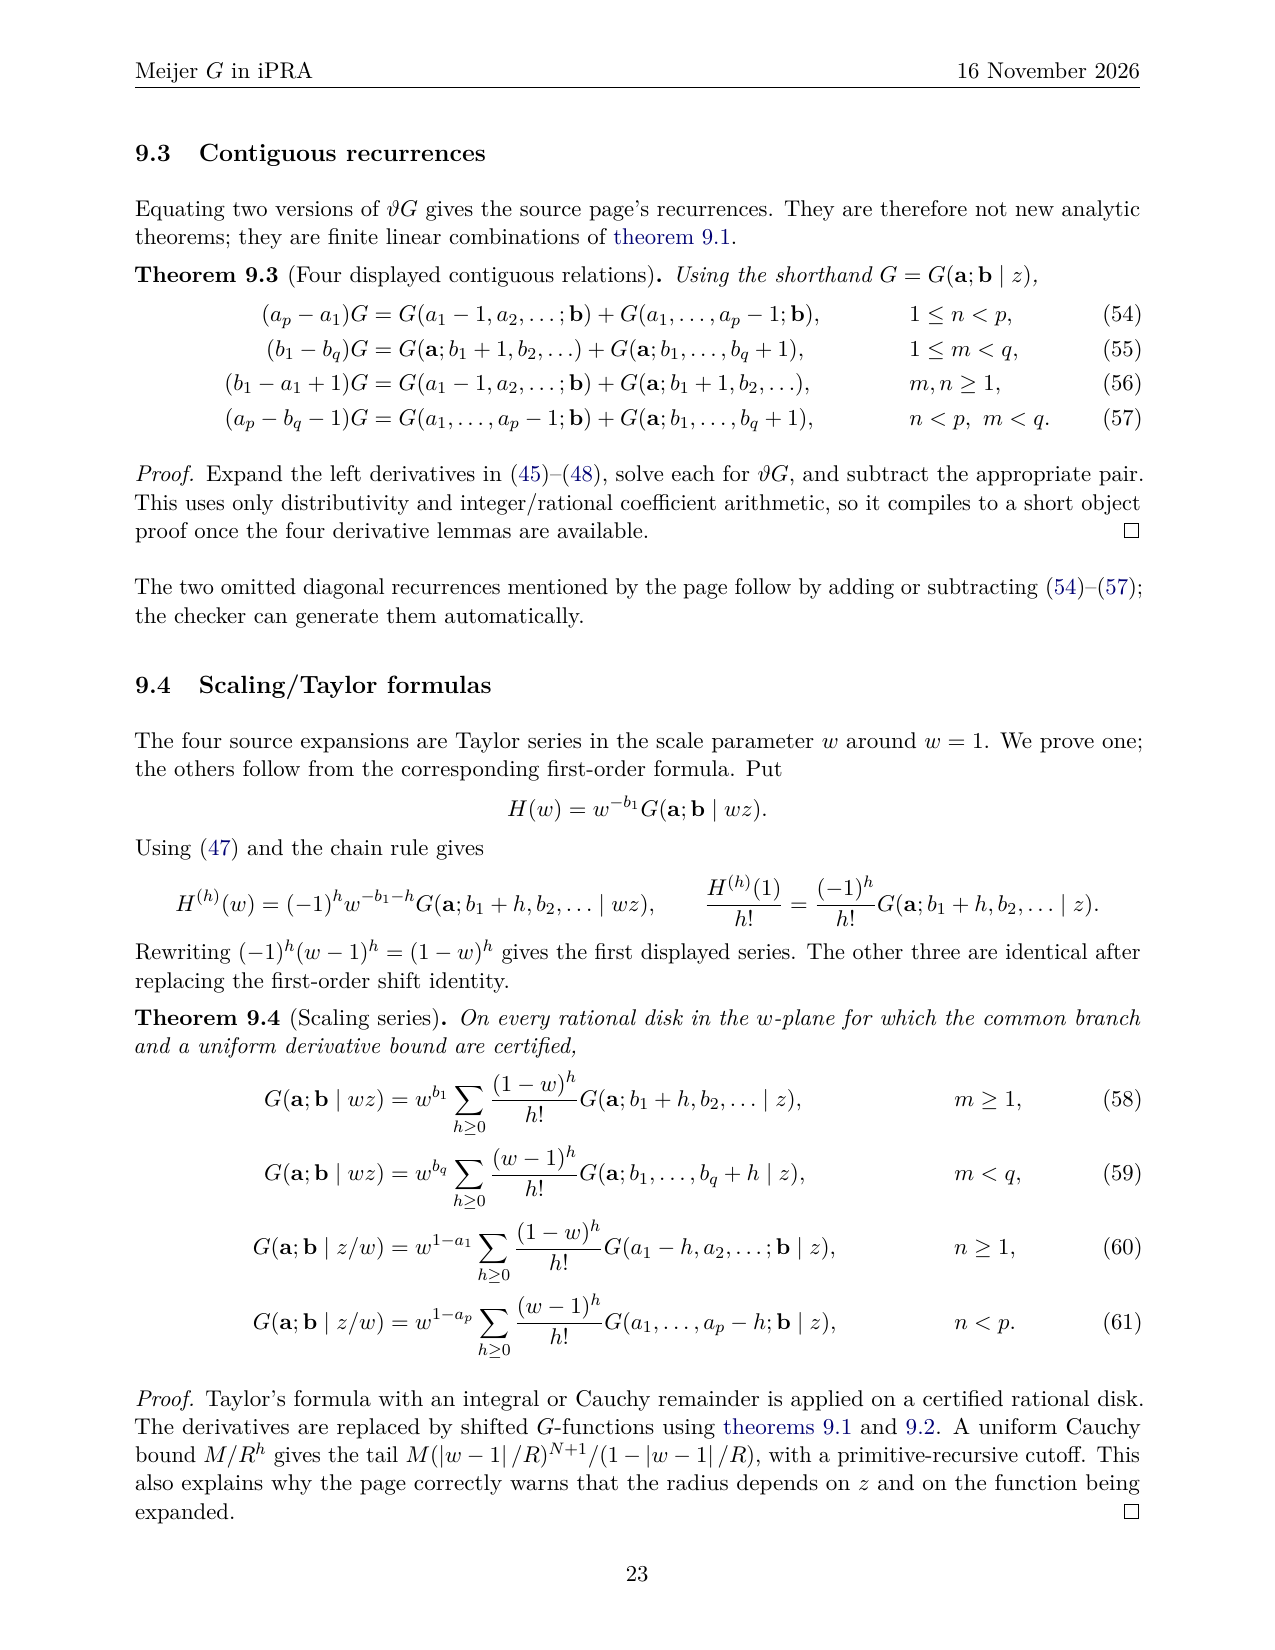 Meijer G in iPRA 16 November 2026
9.3 Contiguous recurrences
Equating two versions of ϑG gives the source page's recurrences. They are therefore not new analytic
theorems; they are finite linear combinations of theorem 9.1.
Theorem 9.3 (Four displayed contiguous relations). Using the shorthand G = G(a; b | z),
(a_p − a_1)G = G(a_1 − 1, a_2, . . . ; b) + G(a_1, . . . , a_p − 1; b), 1 ≤ n < p, (54)
(b_1 − b_q)G = G(a; b_1 + 1, b_2, . . .) + G(a; b_1, . . . , b_q + 1), 1 ≤ m < q, (55)
(b_1 − a_1 + 1)G = G(a_1 − 1, a_2, . . . ; b) + G(a; b_1 + 1, b_2, . . .), m, n ≥ 1, (56)
(a_p − b_q − 1)G = G(a_1, . . . , a_p − 1; b) + G(a; b_1, . . . , b_q + 1), n < p, m < q. (57)
Proof. Expand the left derivatives in (45)–(48), solve each for ϑG, and subtract the appropriate pair.
This uses only distributivity and integer/rational coefficient arithmetic, so it compiles to a short object
proof once the four derivative lemmas are available. □
The two omitted diagonal recurrences mentioned by the page follow by adding or subtracting (54)–(57);
the checker can generate them automatically.
9.4 Scaling/Taylor formulas
The four source expansions are Taylor series in the scale parameter w around w = 1. We prove one;
the others follow from the corresponding first-order formula. Put
H(w) = w^{−b_1} G(a; b | wz).
Using (47) and the chain rule gives
H^{(h)}(w) = (−1)^h w^{−b_1−h} G(a; b_1 + h, b_2, . . . | wz), \frac{H^{(h)}(1)}{h!} = \frac{(−1)^h}{h!} G(a; b_1 + h, b_2, . . . | z).
Rewriting (−1)^h(w − 1)^h = (1 − w)^h gives the first displayed series. The other three are identical after
replacing the first-order shift identity.
Theorem 9.4 (Scaling series). On every rational disk in the w-plane for which the common branch
and a uniform derivative bound are certified,
G(a; b | wz) = w^{b_1} ∑_{h≥0} \frac{(1 − w)^h}{h!} G(a; b_1 + h, b_2, . . . | z), m ≥ 1, (58)
G(a; b | wz) = w^{b_q} ∑_{h≥0} \frac{(w − 1)^h}{h!} G(a; b_1, . . . , b_q + h | z), m < q, (59)
G(a; b | z/w) = w^{1−a_1} ∑_{h≥0} \frac{(1 − w)^h}{h!} G(a_1 − h, a_2, . . . ; b | z), n ≥ 1, (60)
G(a; b | z/w) = w^{1−a_p} ∑_{h≥0} \frac{(w − 1)^h}{h!} G(a_1, . . . , a_p − h; b | z), n < p. (61)
Proof. Taylor's formula with an integral or Cauchy remainder is applied on a certified rational disk.
The derivatives are replaced by shifted G-functions using theorems 9.1 and 9.2. A uniform Cauchy
bound M/R^h gives the tail M(|w − 1| /R)^{N+1}/(1 − |w − 1| /R), with a primitive-recursive cutoff. This
also explains why the page correctly warns that the radius depends on z and on the function being
expanded. □
23